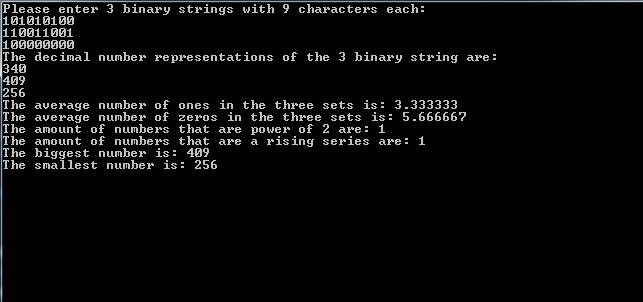 Please enter 3 binary strings with 9 characters each:
101010100
110011001
100000000
The decimal number representations of the 3 binary string are:
340
409
256
The average number of ones in the three sets is: 3.333333
The average number of zeros in the three sets is: 5.666667
The amount of numbers that are power of 2 are: 1
The amount of numbers that are a rising series are: 1
The biggest number is: 409
The smallest number is: 256